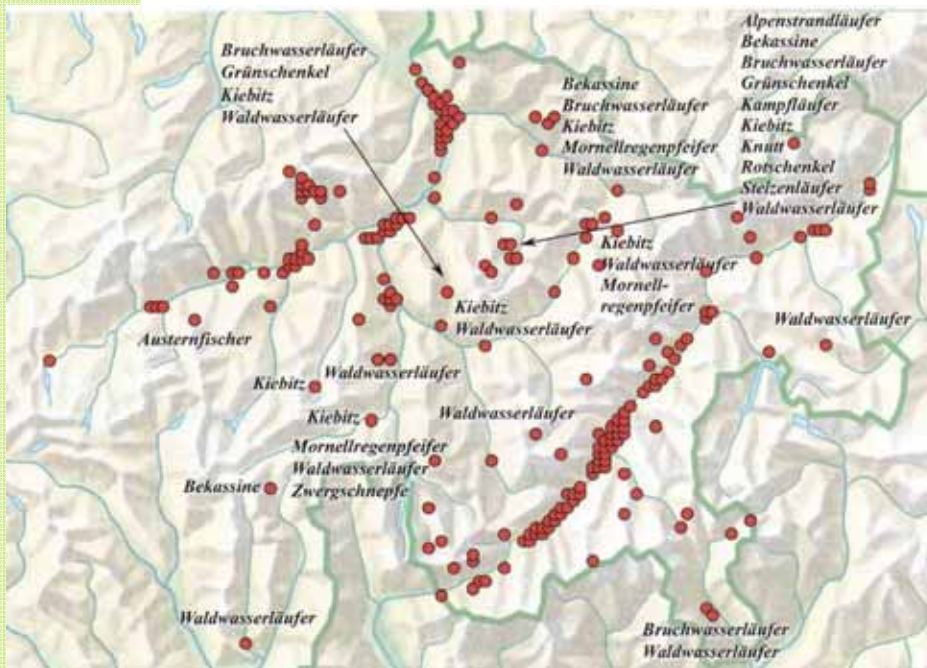 Bruchwasserläufer
Grünschenkel
Kiebitz
Waldwasserläufer
Bekassine
Bruchwasserläufer
Kiebitz
Mornellregenpfeifer
Waldwasserläufer
Alpenstrandläufer
Bekassine
Bruchwasserläufer
Grünschenkel
Kampfläufer
Kiebitz
Knutt
Rotschenkel
Stelzenläufer
Waldwasserläufer
Kiebitz
Waldwasserläufer
Mornell-
regenpfeifer
Kiebitz
Waldwasserläufer
Austernfischer
Waldwasserläufer
Waldwasserläufer
Kiebitz
Kiebitz
Waldwasserläufer
Mornellregenpfeifer
Waldwasserläufer
Zwergschnepfe
Bekassine
Waldwasserläufer
Bruchwasserläufer
Waldwasserläufer